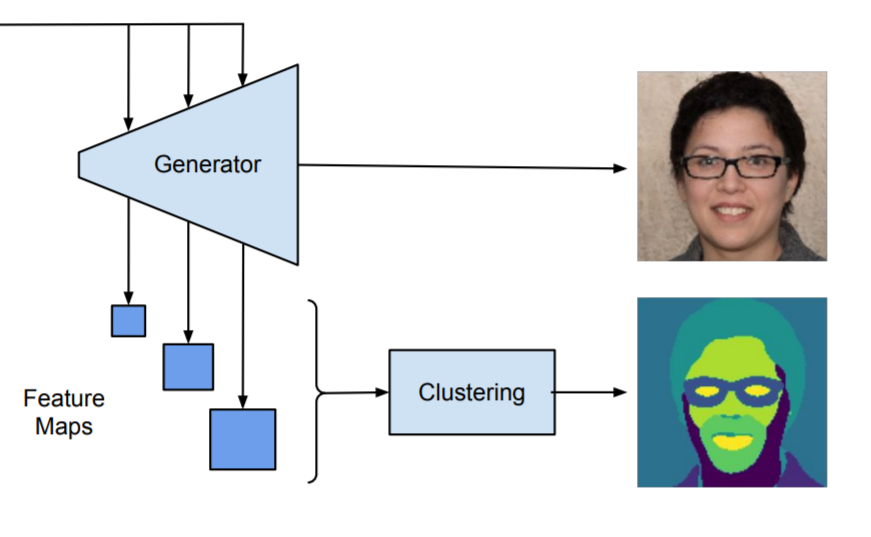 Generator
Feature
Maps
Clustering